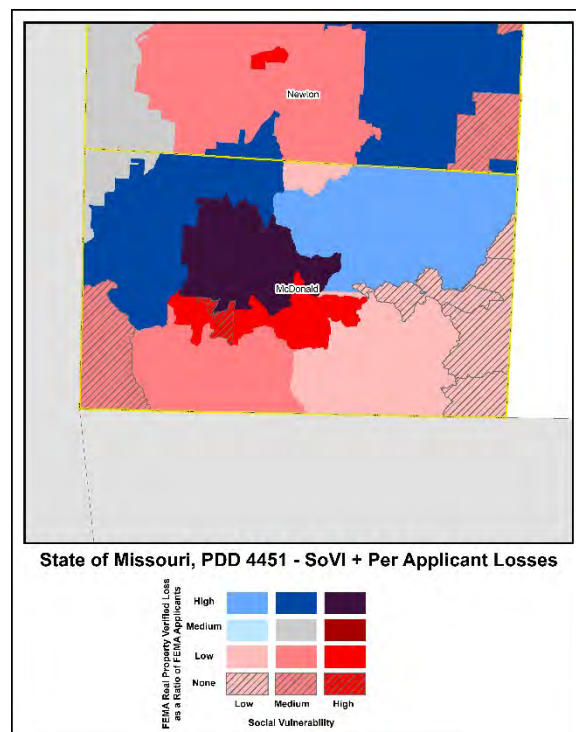 Newton
McDonald
State of Missouri, PDD 4451 - SoVI + Per Applicant Losses
FEMA Real Property Verified Loss
as a Ratio of FEMA Applicants
High
Medium
Low
None
Low Medium High
Social Vulnerability